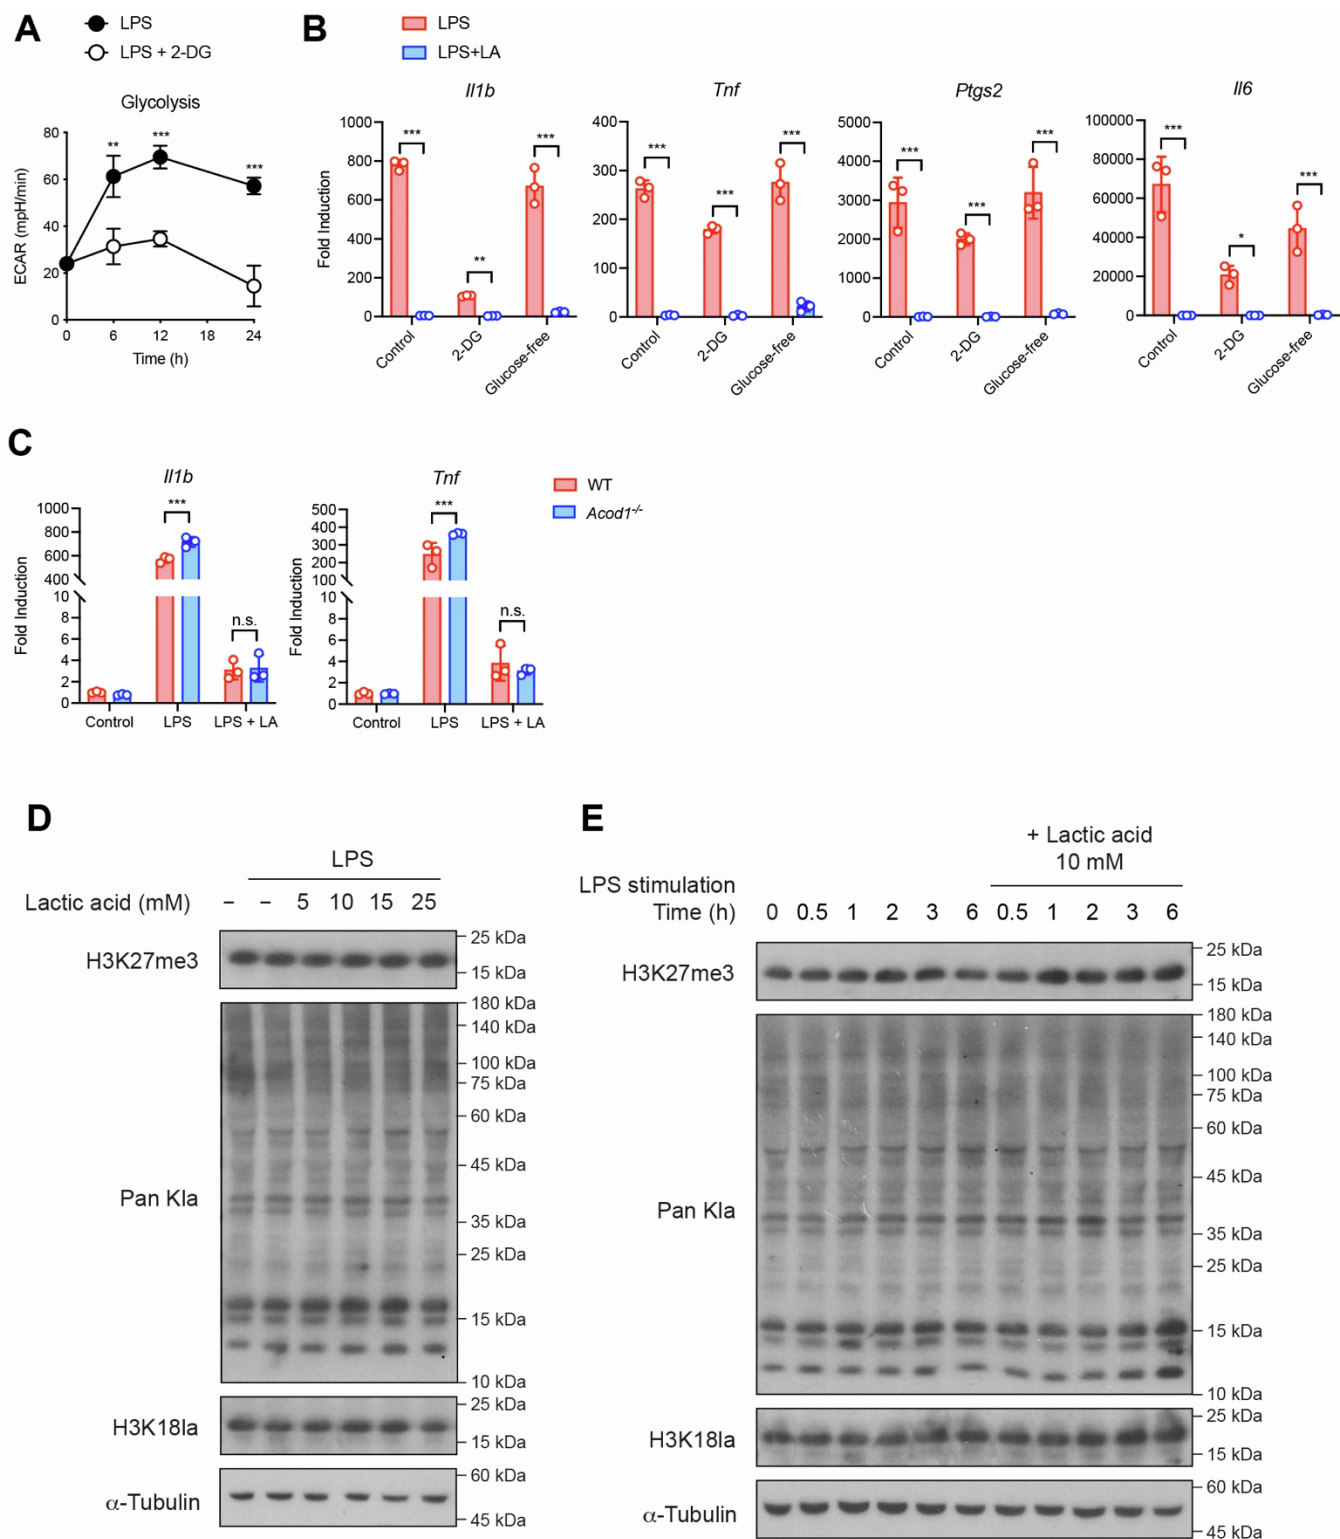 A
LPS
LPS + 2-DG
Glycolysis
ECAR (mpH/min)
80
60
40
20
0
** *** ***
0 6 12 18 24
Time (h)
B
LPS
LPS+LA
Il1b
Fold Induction
1000
800
600
400
200
0
*** ** ***
Control 2-DG Glucose-free
Tnf
400
300
200
100
0
*** *** ***
Control 2-DG Glucose-free
Ptgs2
5000
4000
3000
2000
1000
0
*** *** ***
Control 2-DG Glucose-free
Il6
100000
80000
60000
40000
20000
0
*** * ***
Control 2-DG Glucose-free
C
Il1b
Fold Induction
1000
800
600
400
10
8
6
4
2
0
*** n.s.
Control LPS LPS + LA
Tnf
Fold Induction
500
400
300
200
100
10
8
6
4
2
0
*** n.s.
Control LPS LPS + LA
WT
Acod1-/-
D
LPS
Lactic acid (mM) – – 5 10 15 25
H3K27me3
25 kDa
15 kDa
Pan Kla
180 kDa
140 kDa
100 kDa
75 kDa
60 kDa
45 kDa
35 kDa
25 kDa
15 kDa
10 kDa
H3K18la
25 kDa
15 kDa
α-Tubulin
60 kDa
45 kDa
E
+ Lactic acid
10 mM
LPS stimulation
Time (h) 0 0.5 1 2 3 6 0.5 1 2 3 6
H3K27me3
25 kDa
15 kDa
Pan Kla
180 kDa
140 kDa
100 kDa
75 kDa
60 kDa
45 kDa
35 kDa
25 kDa
15 kDa
10 kDa
H3K18la
25 kDa
15 kDa
α-Tubulin
60 kDa
45 kDa